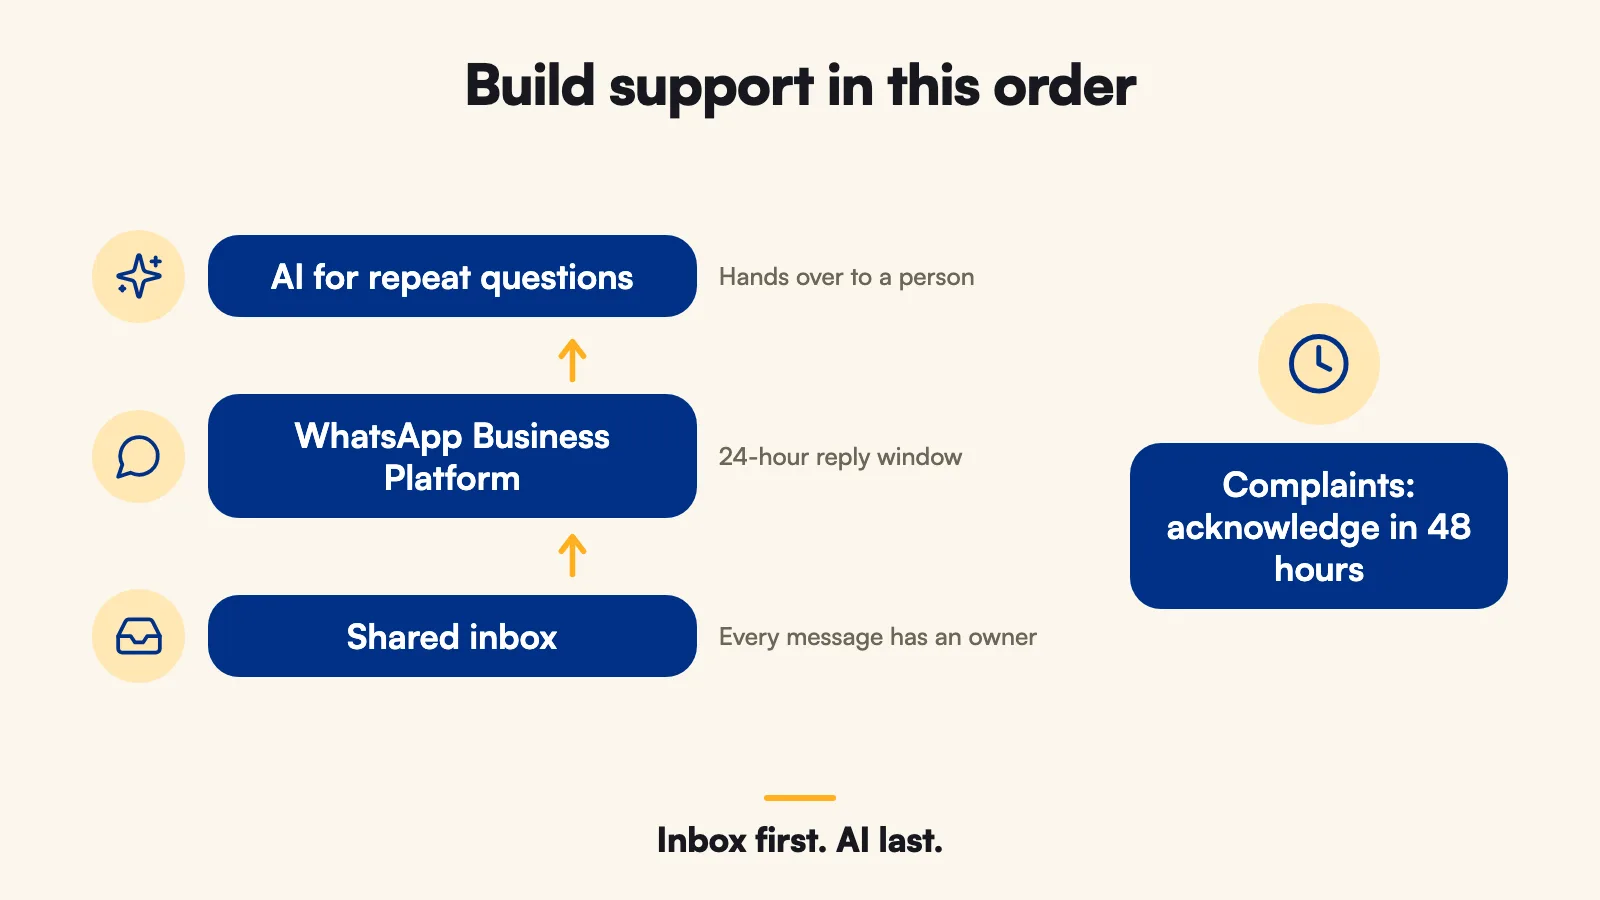 Build support in this order
AI for repeat questions
Hands over to a person
WhatsApp Business
Platform
24-hour reply window
Shared inbox
Every message has an owner
Complaints:
acknowledge in 48
hours
Inbox first. AI last.